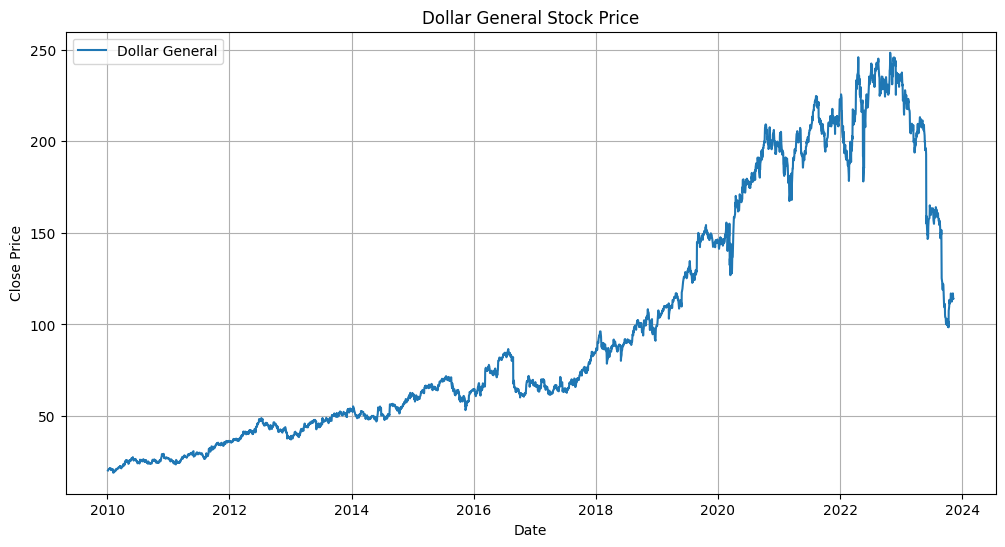 Dollar General Stock Price
Dollar General
250
200
150
100
50
Close Price
2010 2012 2014 2016 2018 2020 2022 2024
Date